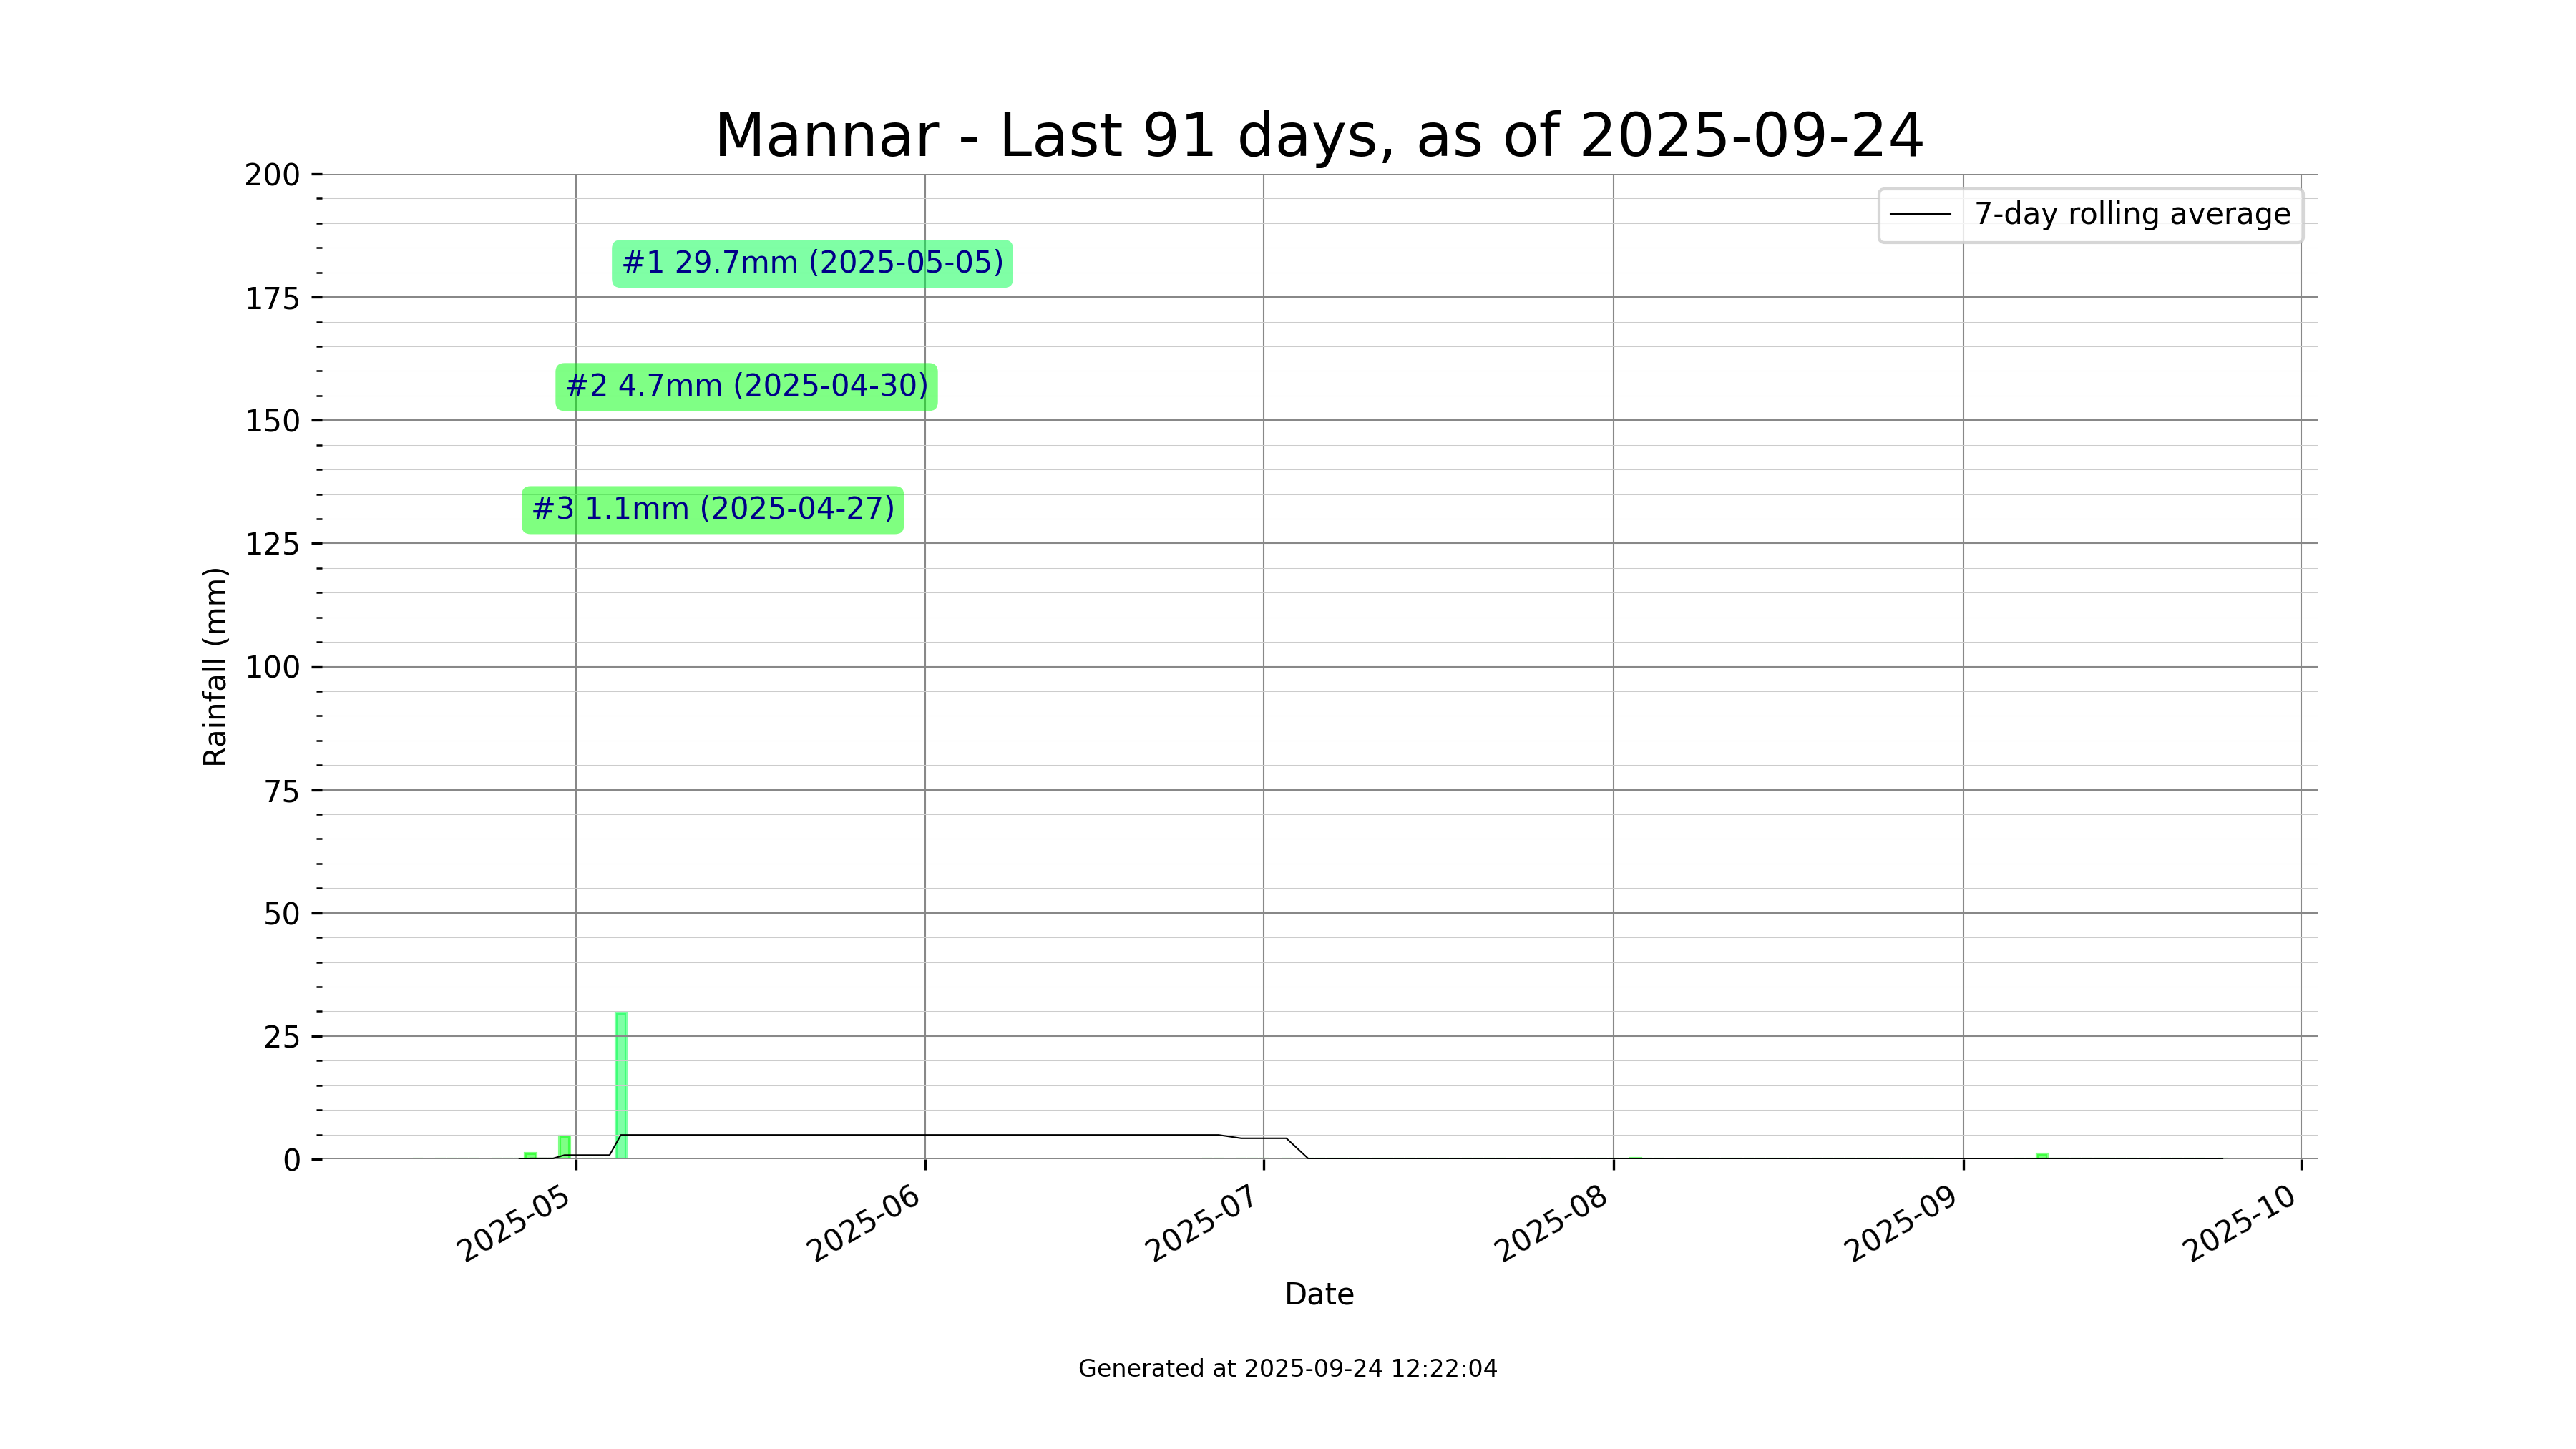 Mannar - Last 91 days, as of 2025-09-24
7-day rolling average
200
175
150
125
100
75
50
25
0
Rainfall (mm)
#1 29.7mm (2025-05-05)
#2 4.7mm (2025-04-30)
#3 1.1mm (2025-04-27)
2025-05
2025-06
2025-07
2025-08
2025-09
2025-10
Date
Generated at 2025-09-24 12:22:04